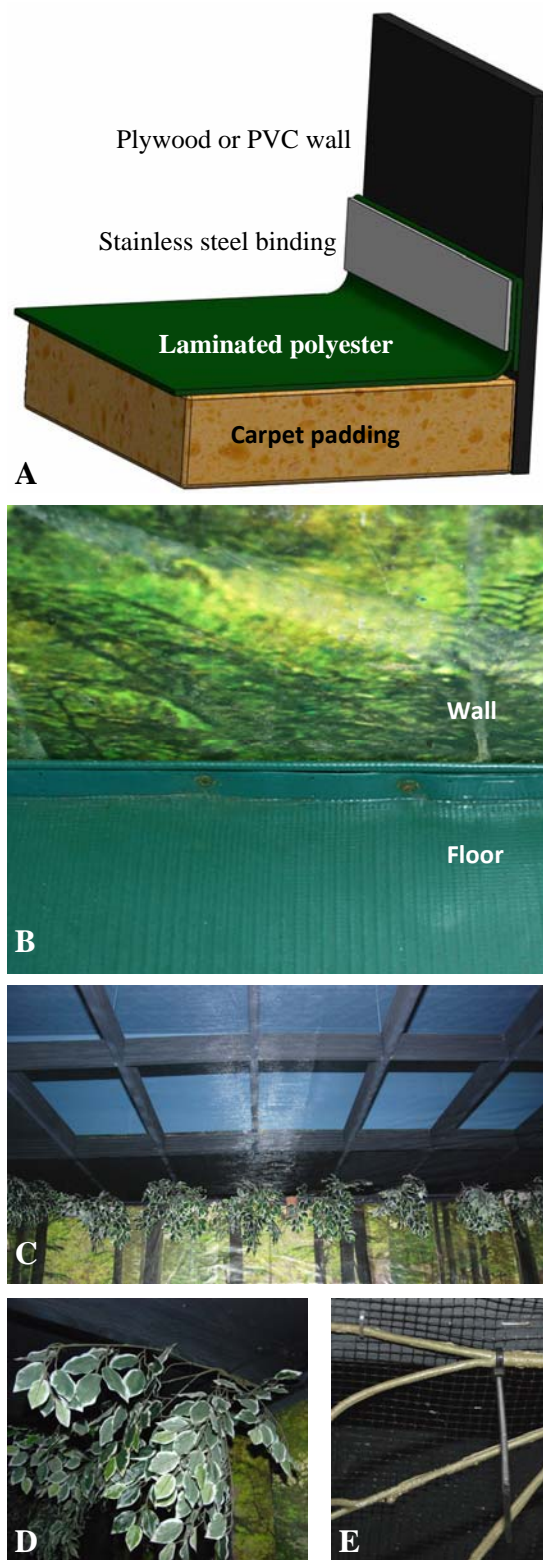 Plywood or PVC wall
Stainless steel binding
Laminated polyester
Carpet padding
A
Wall
Floor
B
C
D
E